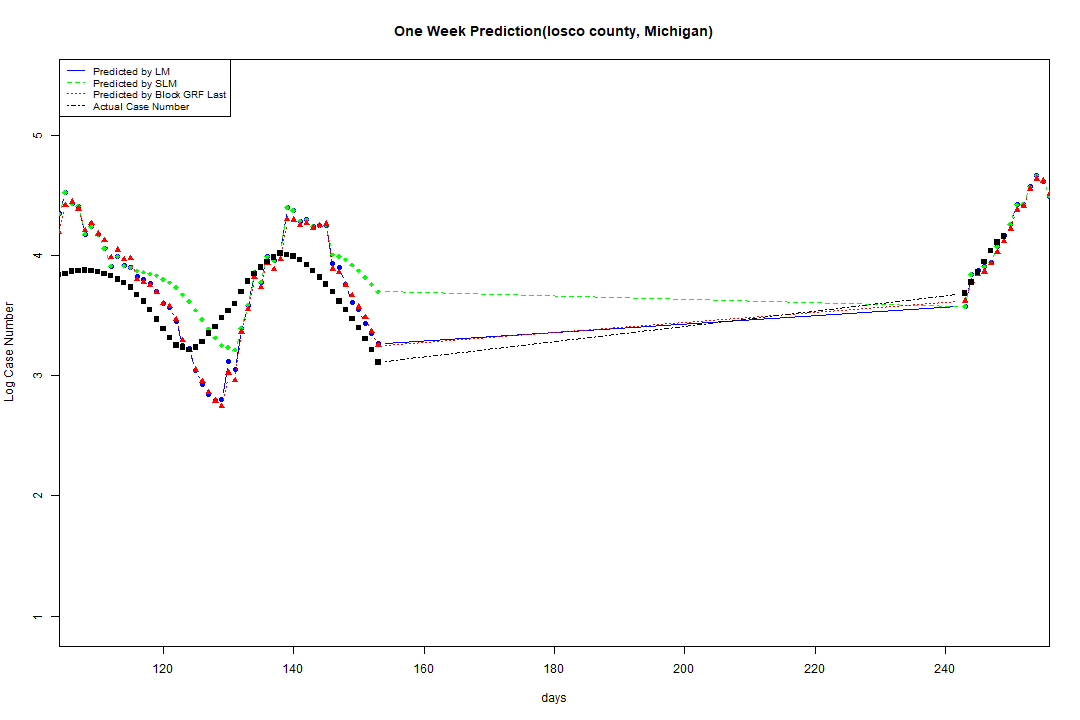 One Week Prediction(Iosco county, Michigan)
Predicted by LM
Predicted by SLM
Predicted by Block GRF Last
Actual Case Number
5
4
3
2
1
Log Case Number
120 140 160 180 200 220 240
days